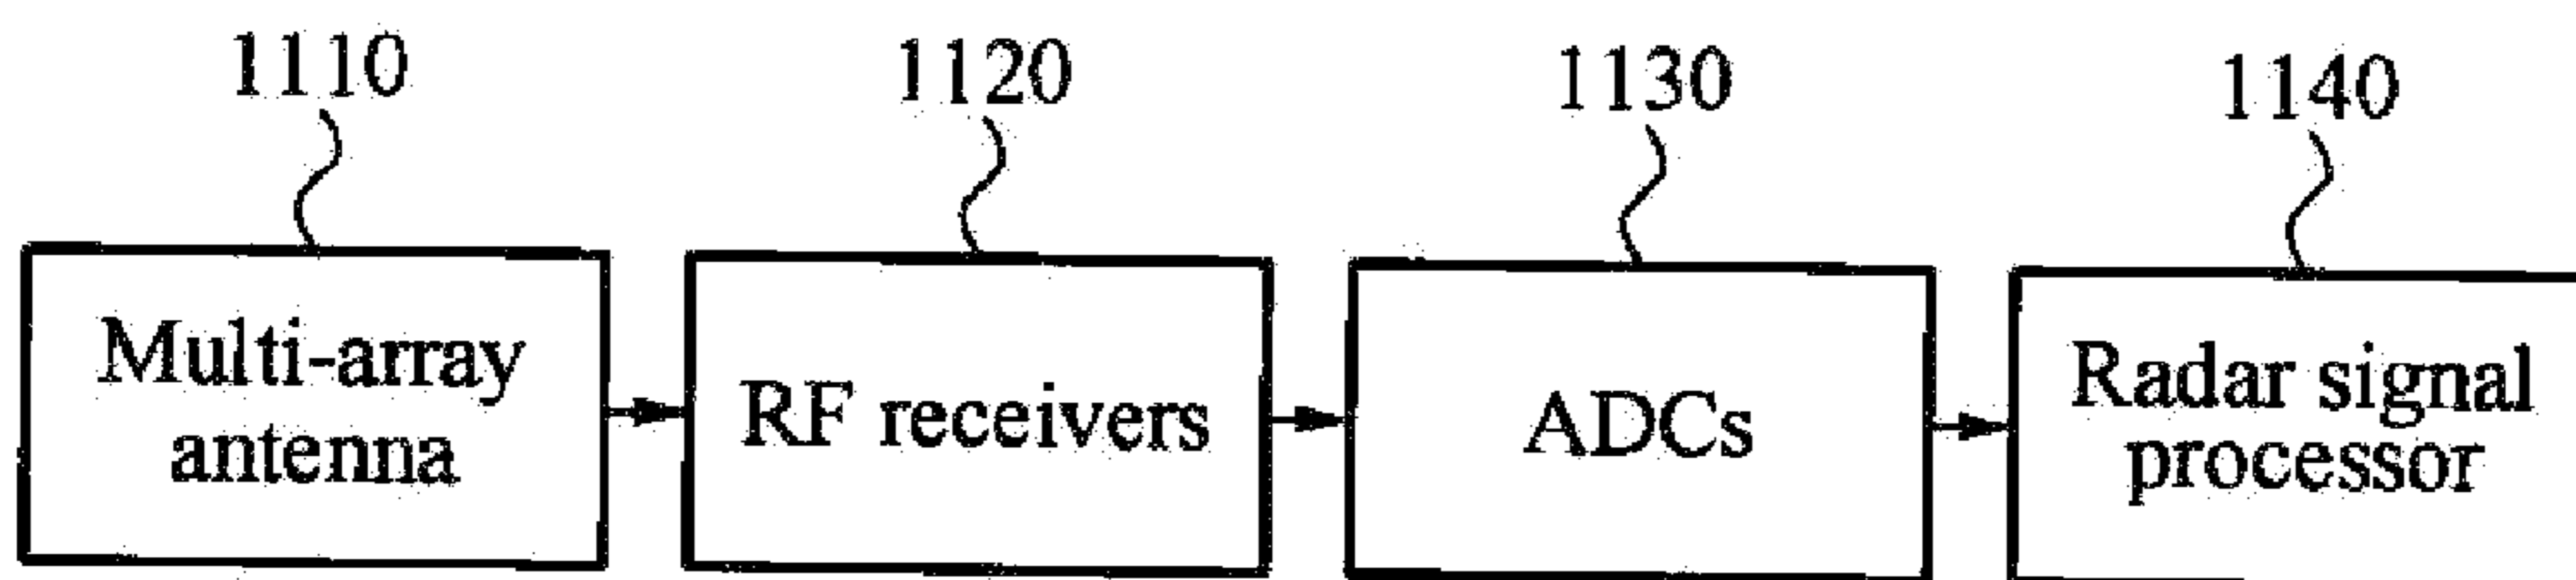 1110
1120
1130
1140
Multi-array
antenna
RF receivers
ADCs
Radar signal
processor